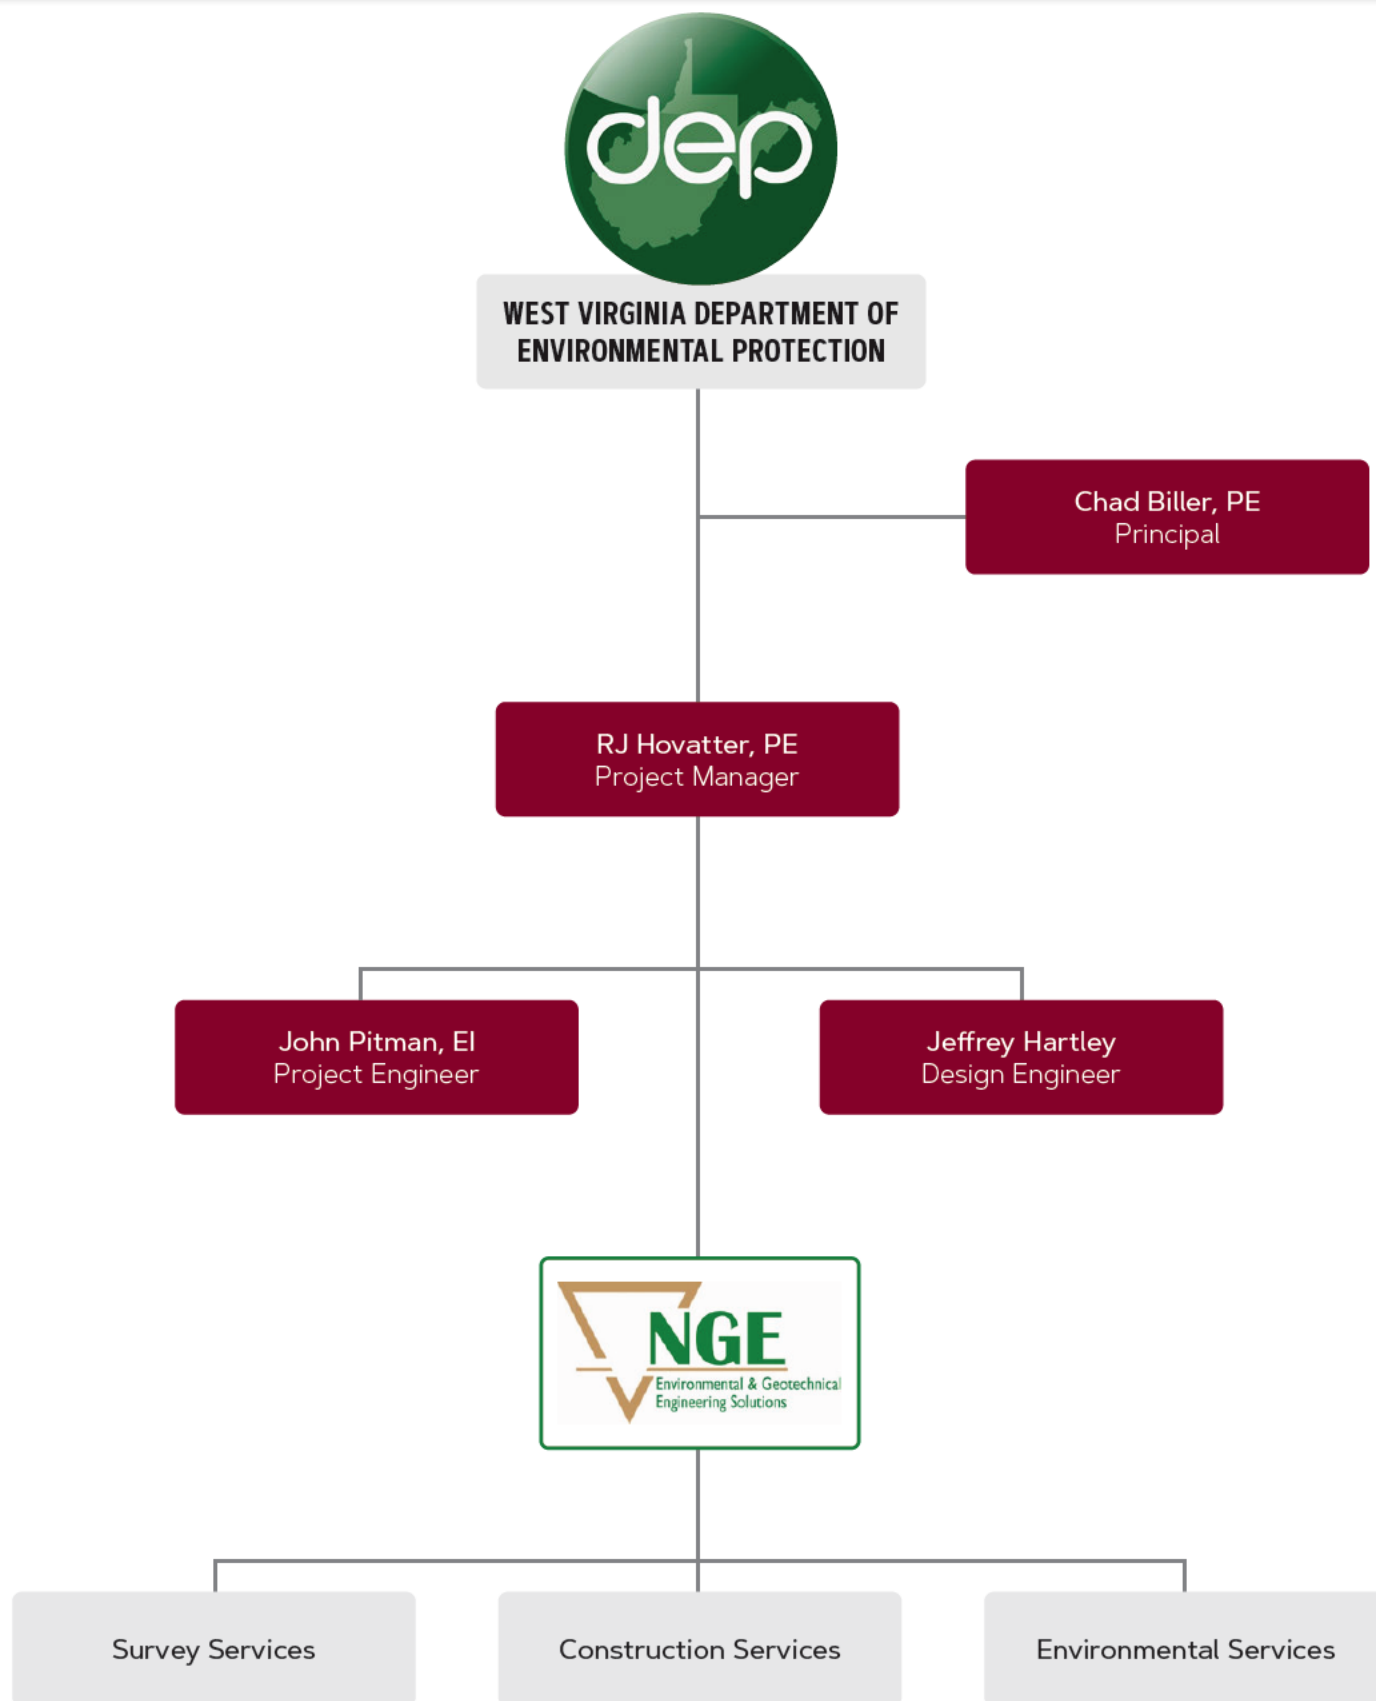 dep
WEST VIRGINIA DEPARTMENT OF
ENVIRONMENTAL PROTECTION
Chad Biller, PE
Principal
RJ Hovatter, PE
Project Manager
John Pitman, EI
Project Engineer
Jeffrey Hartley
Design Engineer
NGE
Environmental & Geotechnical
Engineering Solutions
Survey Services
Construction Services
Environmental Services